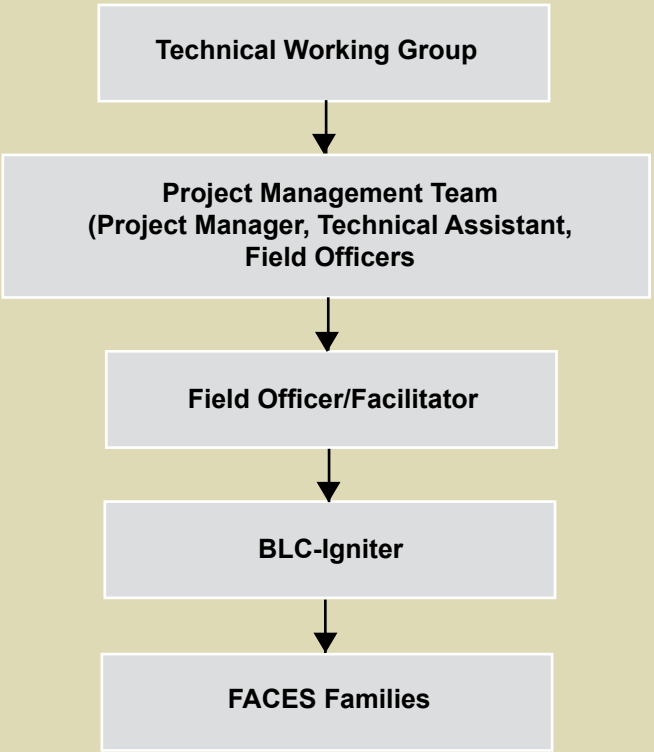 Technical Working Group
Project Management Team
(Project Manager, Technical Assistant,
Field Officers
Field Officer/Facilitator
BLC-Igniter
FACES Families